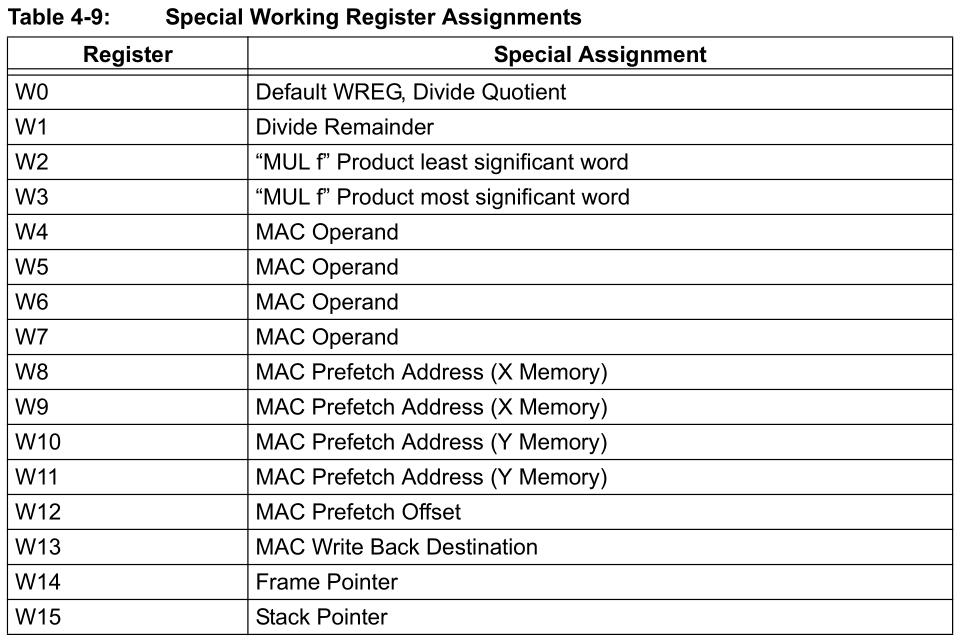 Table 4-9: Special Working Register Assignments
Register Special Assignment
W0 Default WREG, Divide Quotient
W1 Divide Remainder
W2 “MUL f” Product least significant word
W3 “MUL f” Product most significant word
W4 MAC Operand
W5 MAC Operand
W6 MAC Operand
W7 MAC Operand
W8 MAC Prefetch Address (X Memory)
W9 MAC Prefetch Address (X Memory)
W10 MAC Prefetch Address (Y Memory)
W11 MAC Prefetch Address (Y Memory)
W12 MAC Prefetch Offset
W13 MAC Write Back Destination
W14 Frame Pointer
W15 Stack Pointer